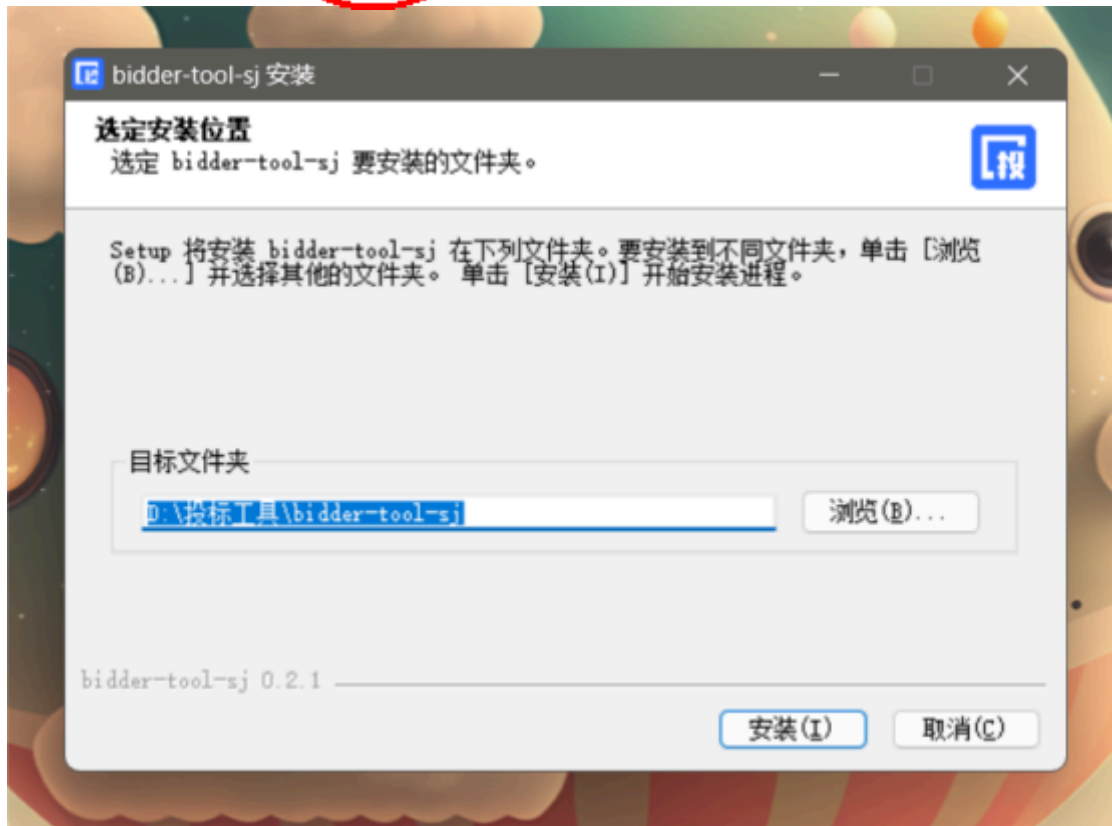 bidder-tool-sj 安装
选定安装位置
选定 bidder-tool-sj 要安装的文件夹。
投
Setup 将安装 bidder-tool-sj 在下列文件夹。要安装到不同文件夹，单击 [浏览
(B)...] 并选择其他的文件夹。 单击 [安装(I)] 开始安装进程。
目标文件夹
D:\投标工具\bidder-tool-sj
浏览(B)...
bidder-tool-sj 0.2.1
安装(I)
取消(C)